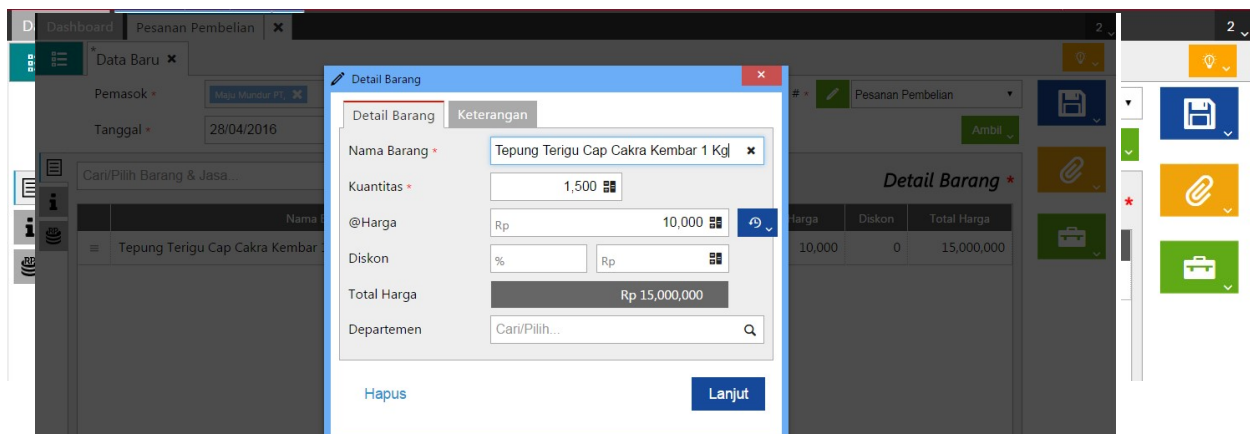 Dashboard Pesanan Pembelian 2 2
Data Baru
Detail Barang
Pemasok * Maju Mundur PT, # * Pesanan Pembelian
Detail Barang Keterangan
Tanggal * 28/04/2016 Ambil
Nama Barang * Tepung Terigu Cap Cakra Kembar 1 Kg
Cari/Pilih Barang & Jasa... Kuantitas * 1,500 Detail Barang * *
@Harga Rp 10,000 Harga Diskon Total Harga
Tepung Terigu Cap Cakra Kembar 10,000 0 15,000,000
Diskon % Rp
Total Harga Rp 15,000,000
Departemen Cari/Pilih...
Hapus Lanjut